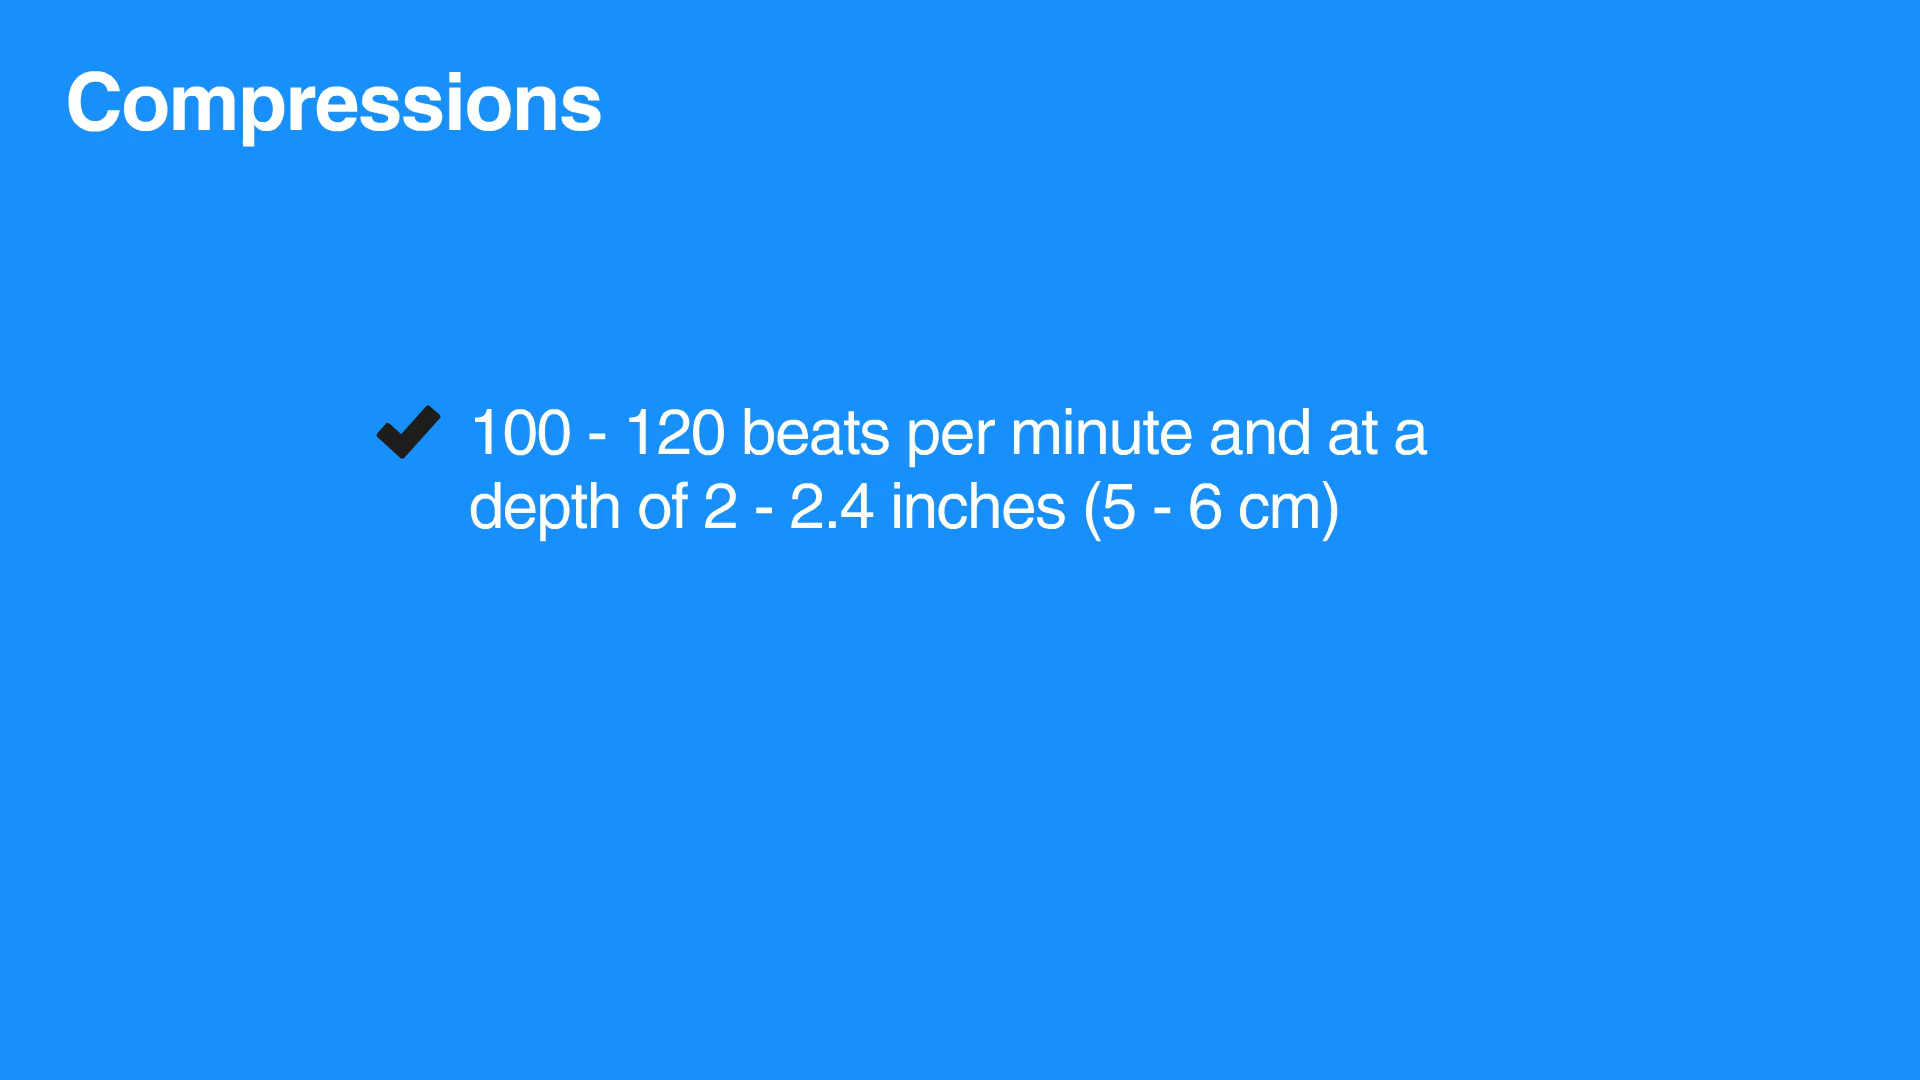 Compressions
100 - 120 beats per minute and at a
depth of 2 - 2.4 inches (5 - 6 cm)